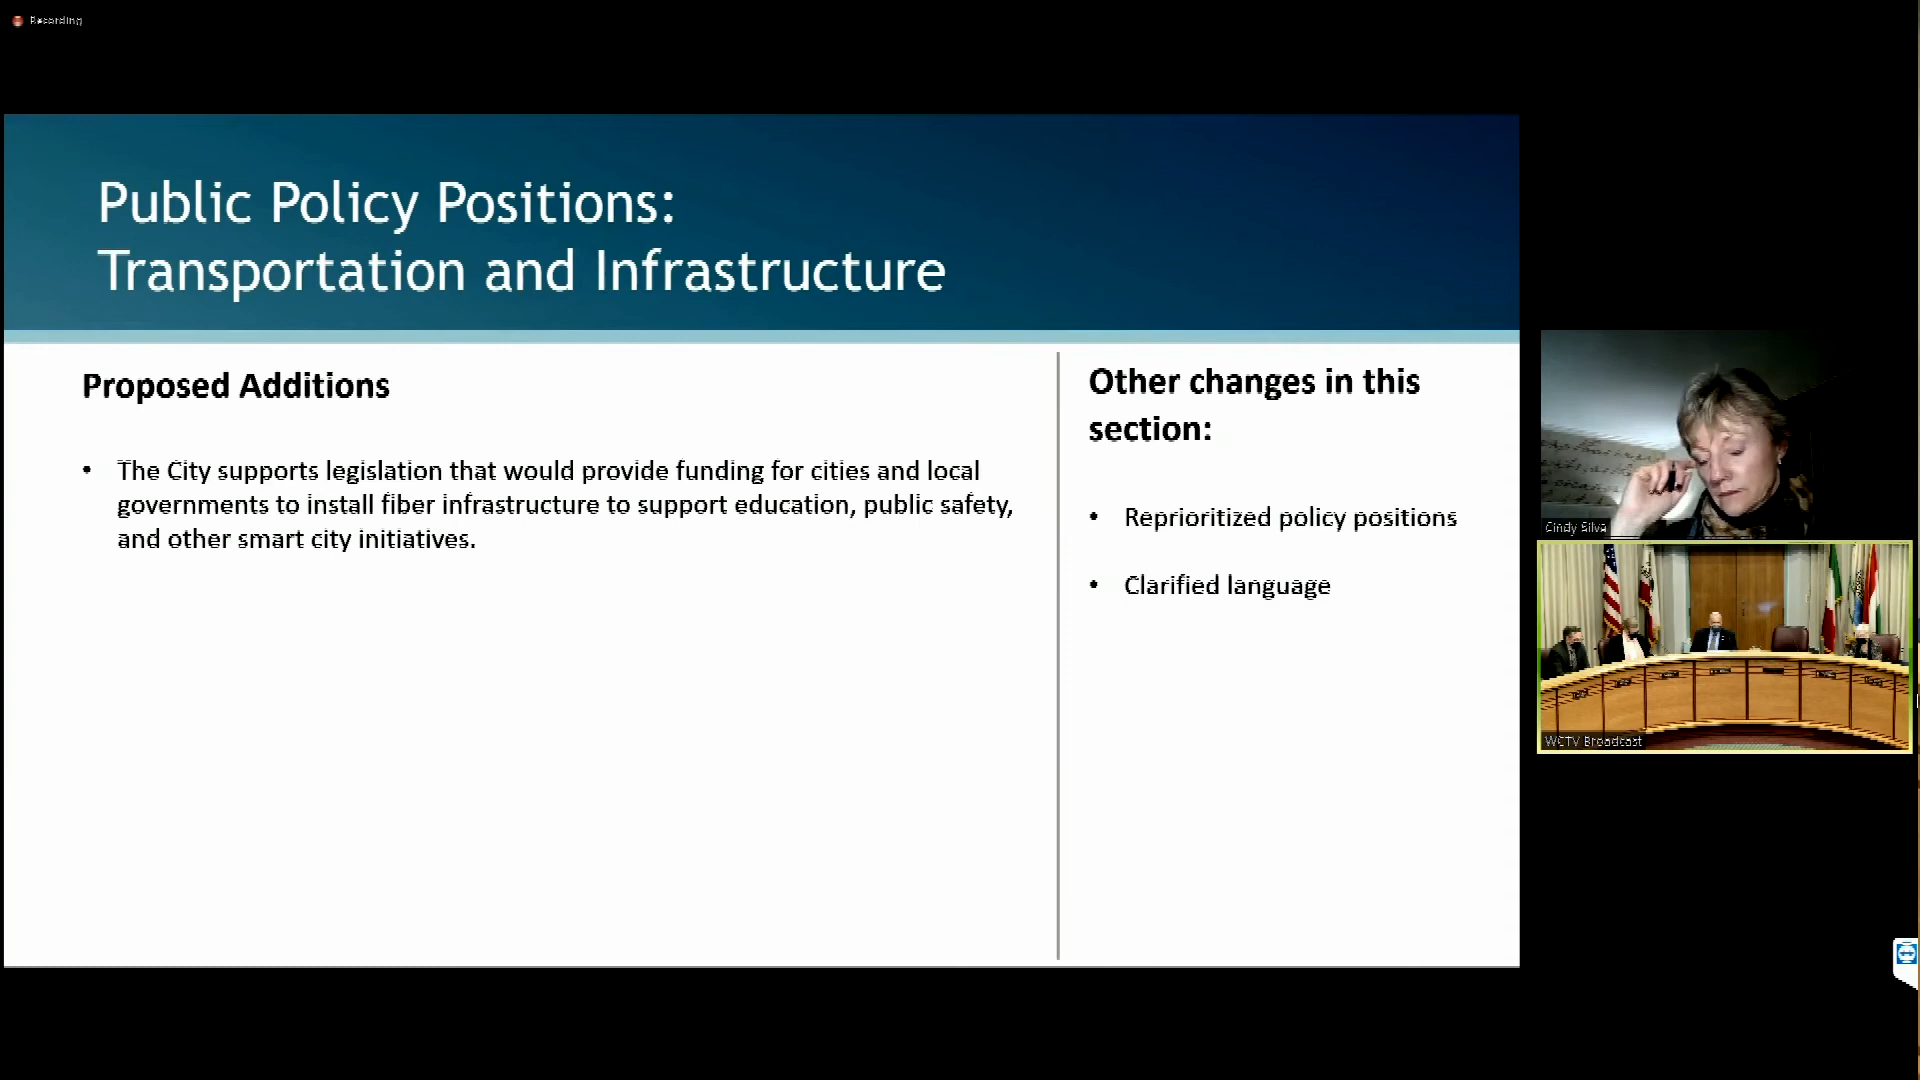 Recording
Public Policy Positions:
Transportation and Infrastructure
Proposed Additions
• The City supports legislation that would provide funding for cities and local
governments to install fiber infrastructure to support education, public safety,
and other smart city initiatives.
Other changes in this
section:
• Reprioritized policy positions
• Clarified language
Cindy Silva
WCTV Broadcast